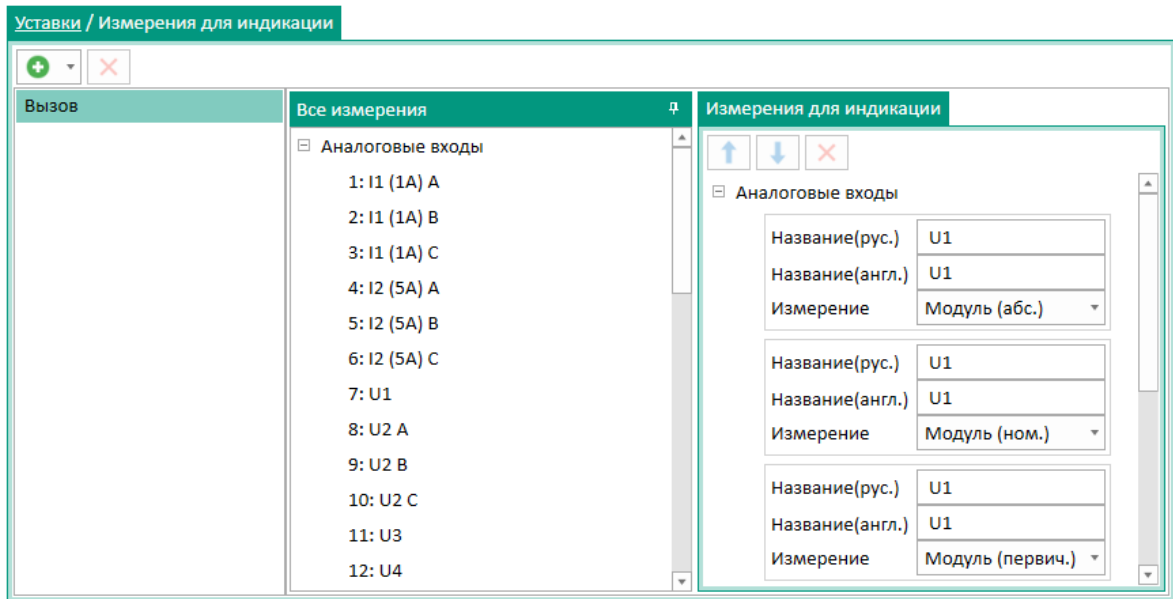 Уставки / Измерения для индикации
Вызов
Все измерения
Аналоговые входы
1: I1 (1A) A
2: I1 (1A) B
3: I1 (1A) C
4: I2 (5A) A
5: I2 (5A) B
6: I2 (5A) C
7: U1
8: U2 A
9: U2 B
10: U2 C
11: U3
12: U4
Измерения для индикации
Аналоговые входы
Название(рус.) U1
Название(англ.) U1
Измерение Модуль (абс.)
Название(рус.) U1
Название(англ.) U1
Измерение Модуль (ном.)
Название(рус.) U1
Название(англ.) U1
Измерение Модуль (первич.)